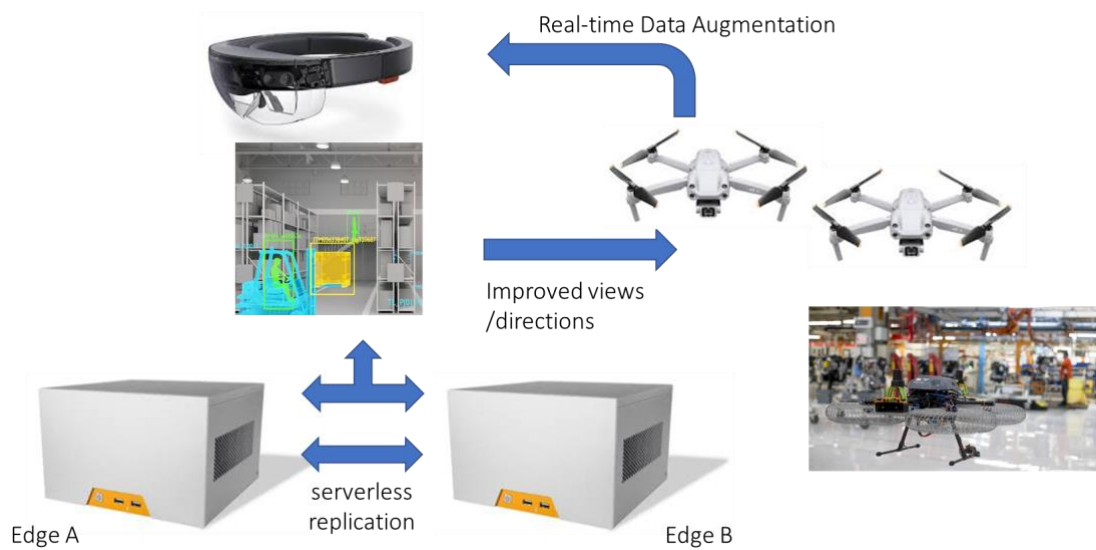 Real-time Data Augmentation
Improved views
/directions
serverless
replication
Edge A
Edge B